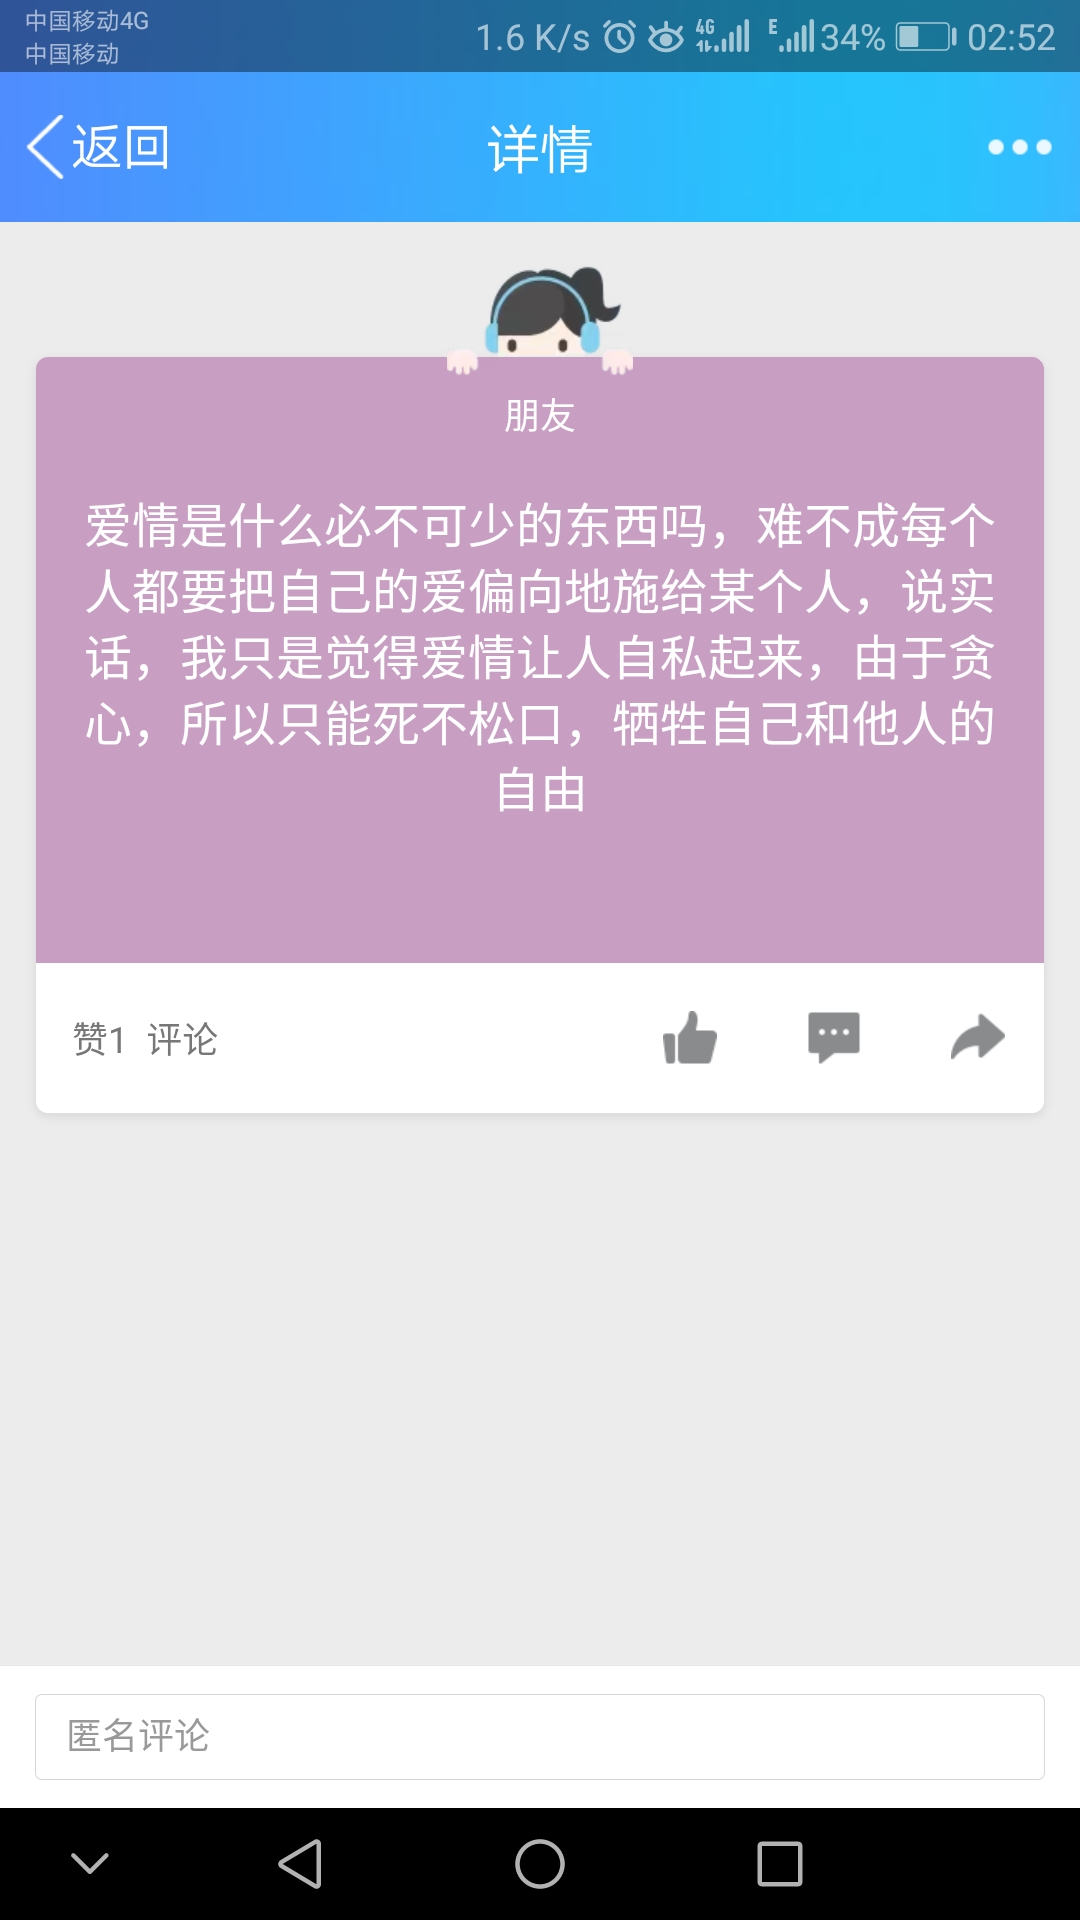 中国移动4G
中国移动
1.6 K/s 4G E 34% 02:52
返回 详情
朋友
爱情是什么必不可少的东西吗，难不成每个
人都要把自己的爱偏向地施给某个人，说实
话，我只是觉得爱情让人自私起来，由于贪
心，所以只能死不松口，牺牲自己和他人的
自由
赞1 评论
匿名评论